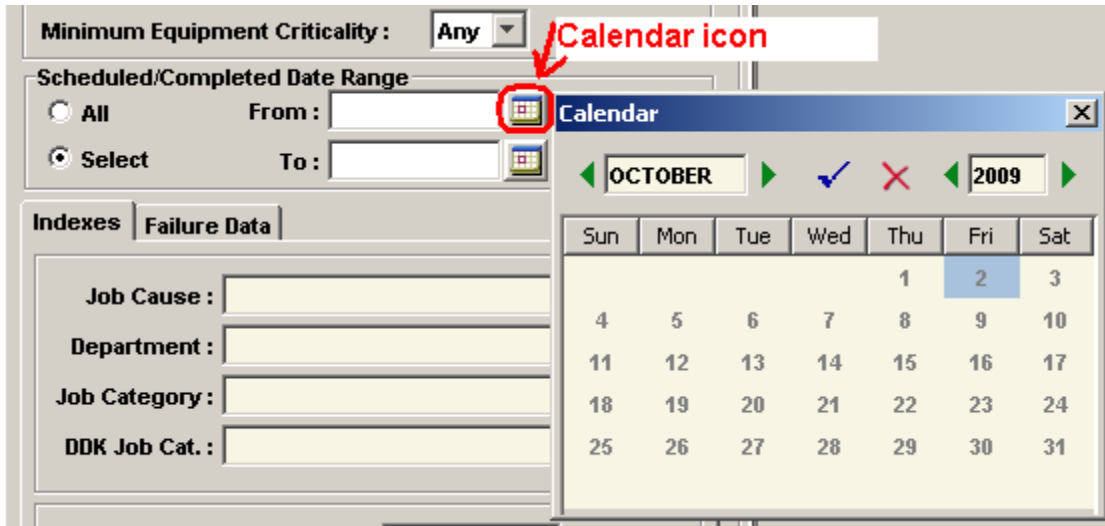 Minimum Equipment Criticality : Any
Calendar icon
Scheduled/Completed Date Range
All From :
Select To :
Calendar
OCTOBER 2009
Sun Mon Tue Wed Thu Fri Sat
1 2 3
4 5 6 7 8 9 10
11 12 13 14 15 16 17
18 19 20 21 22 23 24
25 26 27 28 29 30 31
Indexes Failure Data
Job Cause :
Department :
Job Category :
DDK Job Cat. :